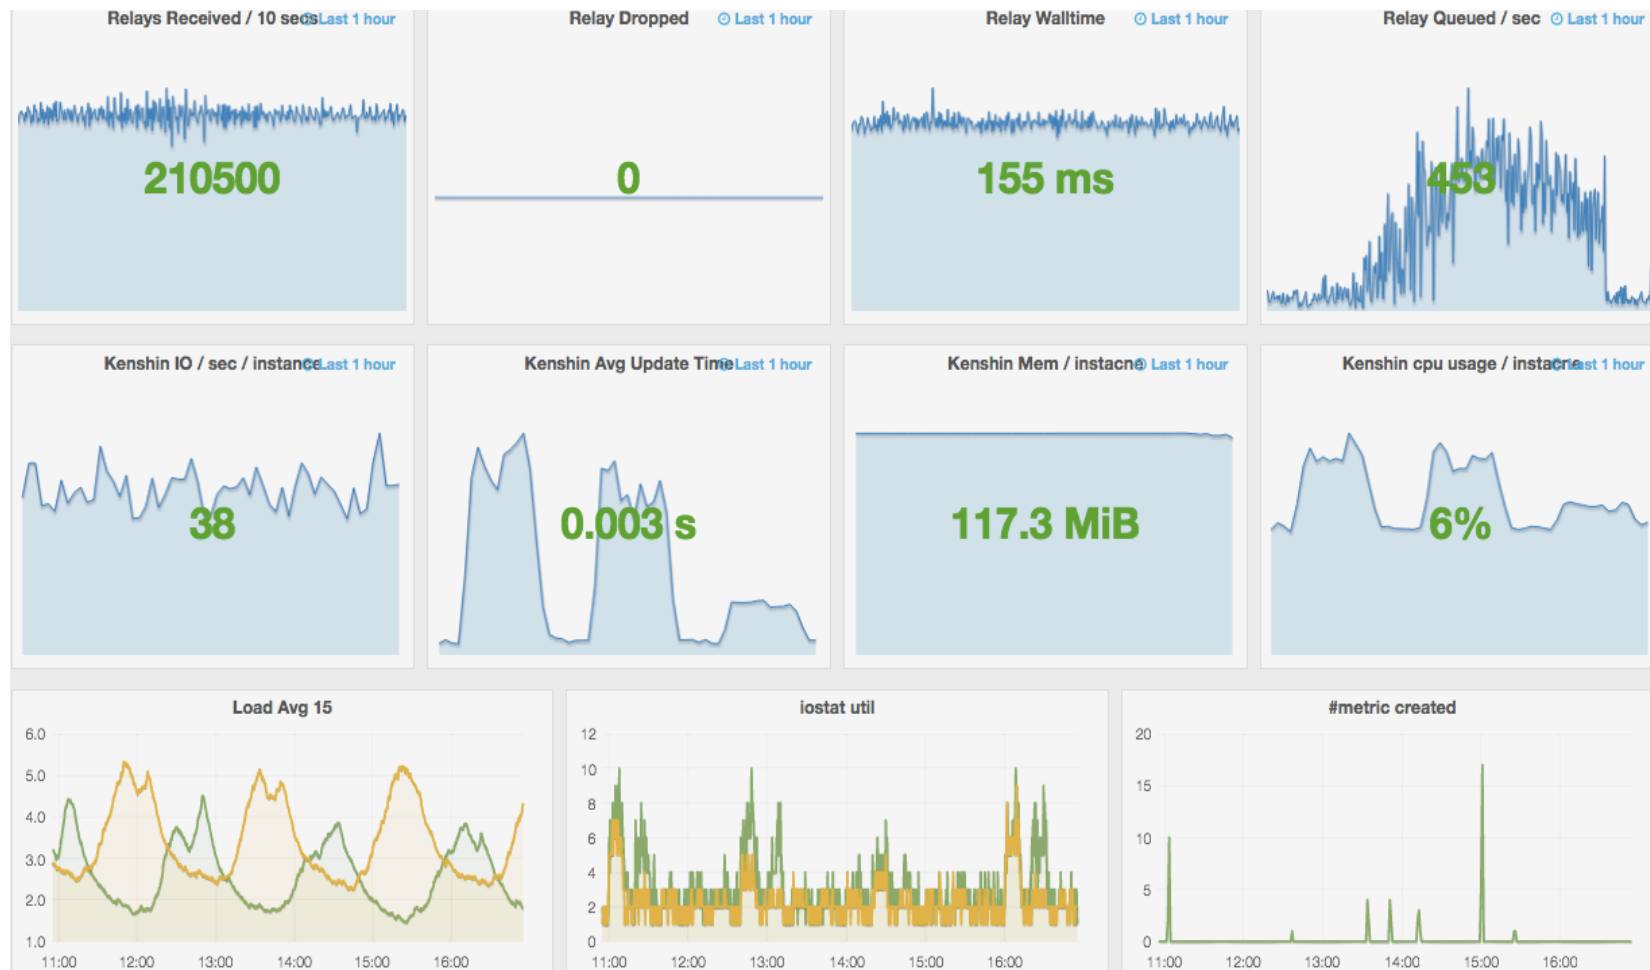 Relays Received / 10 secs Last 1 hour
Relay Dropped Last 1 hour
Relay Walltime Last 1 hour
Relay Queued / sec Last 1 hour
210500
0
155 ms
453
Kenshin IO / sec / instance Last 1 hour
Kenshin Avg Update Time Last 1 hour
Kenshin Mem / instacne Last 1 hour
Kenshin cpu usage / instacne Last 1 hour
38
0.003 s
117.3 MiB
6%
Load Avg 15
6.0
5.0
4.0
3.0
2.0
1.0
11:00 12:00 13:00 14:00 15:00 16:00
iostat util
12
10
8
6
4
2
0
11:00 12:00 13:00 14:00 15:00 16:00
#metric created
20
15
10
5
0
11:00 12:00 13:00 14:00 15:00 16:00